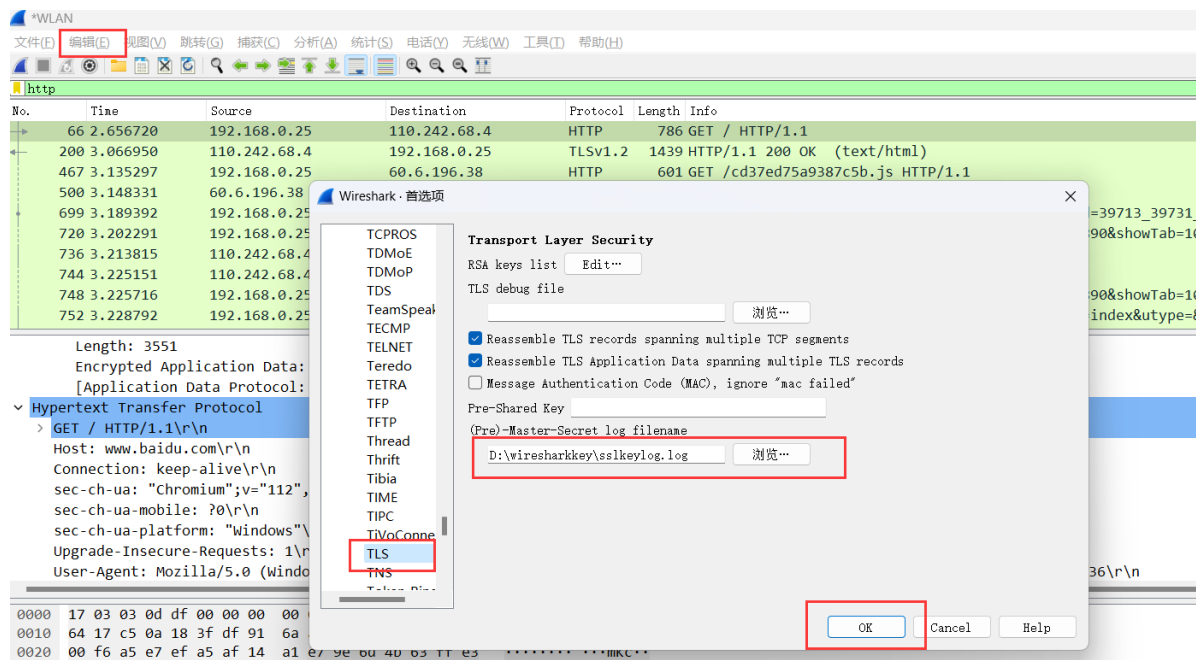 *WLAN
文件(F) 编辑(E) 视图(V) 跳转(G) 捕获(C) 分析(A) 统计(S) 电话(Y) 无线(W) 工具(T) 帮助(H)
http
No. Time Source Destination Protocol Length Info
66 2.656720 192.168.0.25 110.242.68.4 HTTP 786 GET / HTTP/1.1
200 3.066950 110.242.68.4 192.168.0.25 TLSv1.2 1439 HTTP/1.1 200 OK (text/html)
467 3.135297 192.168.0.25 60.6.196.38 HTTP 601 GET /cd37ed75a9387c5b.js HTTP/1.1
500 3.148331 60.6.196.38
699 3.189392 192.168.0.25 =39713_39731_
720 3.202291 192.168.0.25 90&showTab=10
736 3.213815 110.242.68.4
744 3.225151 110.242.68.4
748 3.225716 192.168.0.25 90&showTab=10
752 3.228792 192.168.0.25 index&utype=&
Wireshark · 首选项
TCPROS
TDMoE
TDMoP
TDS
TeamSpeak
TECMP
TELNET
Teredo
TETRA
TFP
TFTP
Thread
Thrift
Tibia
TIME
TIPC
TiVoConne
TLS
TNS
Transport Layer Security
RSA keys list Edit…
TLS debug file
浏览…
Reassemble TLS records spanning multiple TCP segments
Reassemble TLS Application Data spanning multiple TLS records
Message Authentication Code (MAC), ignore "mac failed"
Pre-Shared Key
(Pre)-Master-Secret log filename
D:\wiresharkkey\sslkeylog.log 浏览…
OK Cancel Help
Length: 3551
Encrypted Application Data:
[Application Data Protocol:
Hypertext Transfer Protocol
GET / HTTP/1.1\r\n
Host: www.baidu.com\r\n
Connection: keep-alive\r\n
sec-ch-ua: "Chromium";v="112",
sec-ch-ua-mobile: ?0\r\n
sec-ch-ua-platform: "Windows"\
Upgrade-Insecure-Requests: 1\r
User-Agent: Mozilla/5.0 (Windo 36\r\n
0000 17 03 03 0d df 00 00 00 00
0010 64 17 c5 0a 18 3f df 91 6a
0020 00 f6 a5 e7 ef a5 af 14 a1 e7 9e 6d 4b 63 ff e3